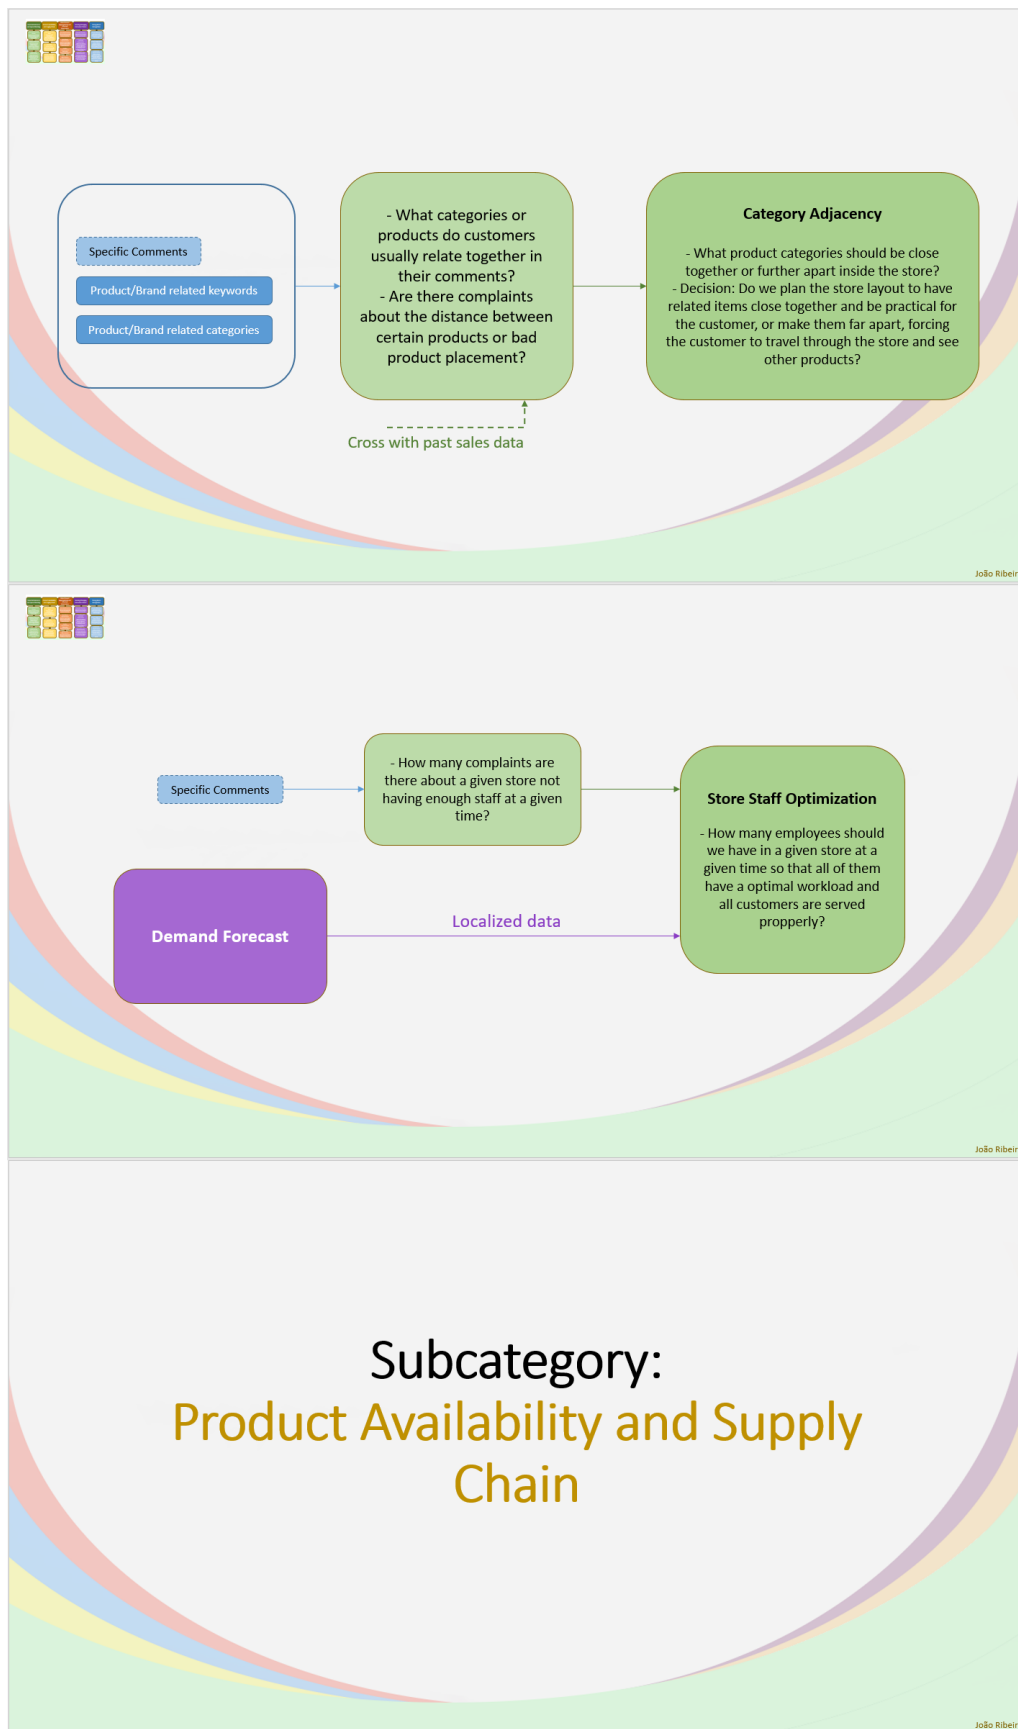 Specific Comments
Product/Brand related keywords
Product/Brand related categories
- What categories or
products do customers
usually relate together in
their comments?
- Are there complaints
about the distance between
certain products or bad
product placement?
Cross with past sales data
Category Adjacency
- What product categories should be close
together or further apart inside the store?
- Decision: Do we plan the store layout to have
related items close together and be practical for
the customer, or make them far apart, forcing
the customer to travel through the store and see
other products?
João Ribeir
Specific Comments
- How many complaints are
there about a given store not
having enough staff at a given
time?
Demand Forecast
Localized data
Store Staff Optimization
- How many employees should
we have in a given store at a
given time so that all of them
have a optimal workload and
all customers are served
propperly?
João Ribeir
Subcategory:
Product Availability and Supply
Chain
João Ribeir